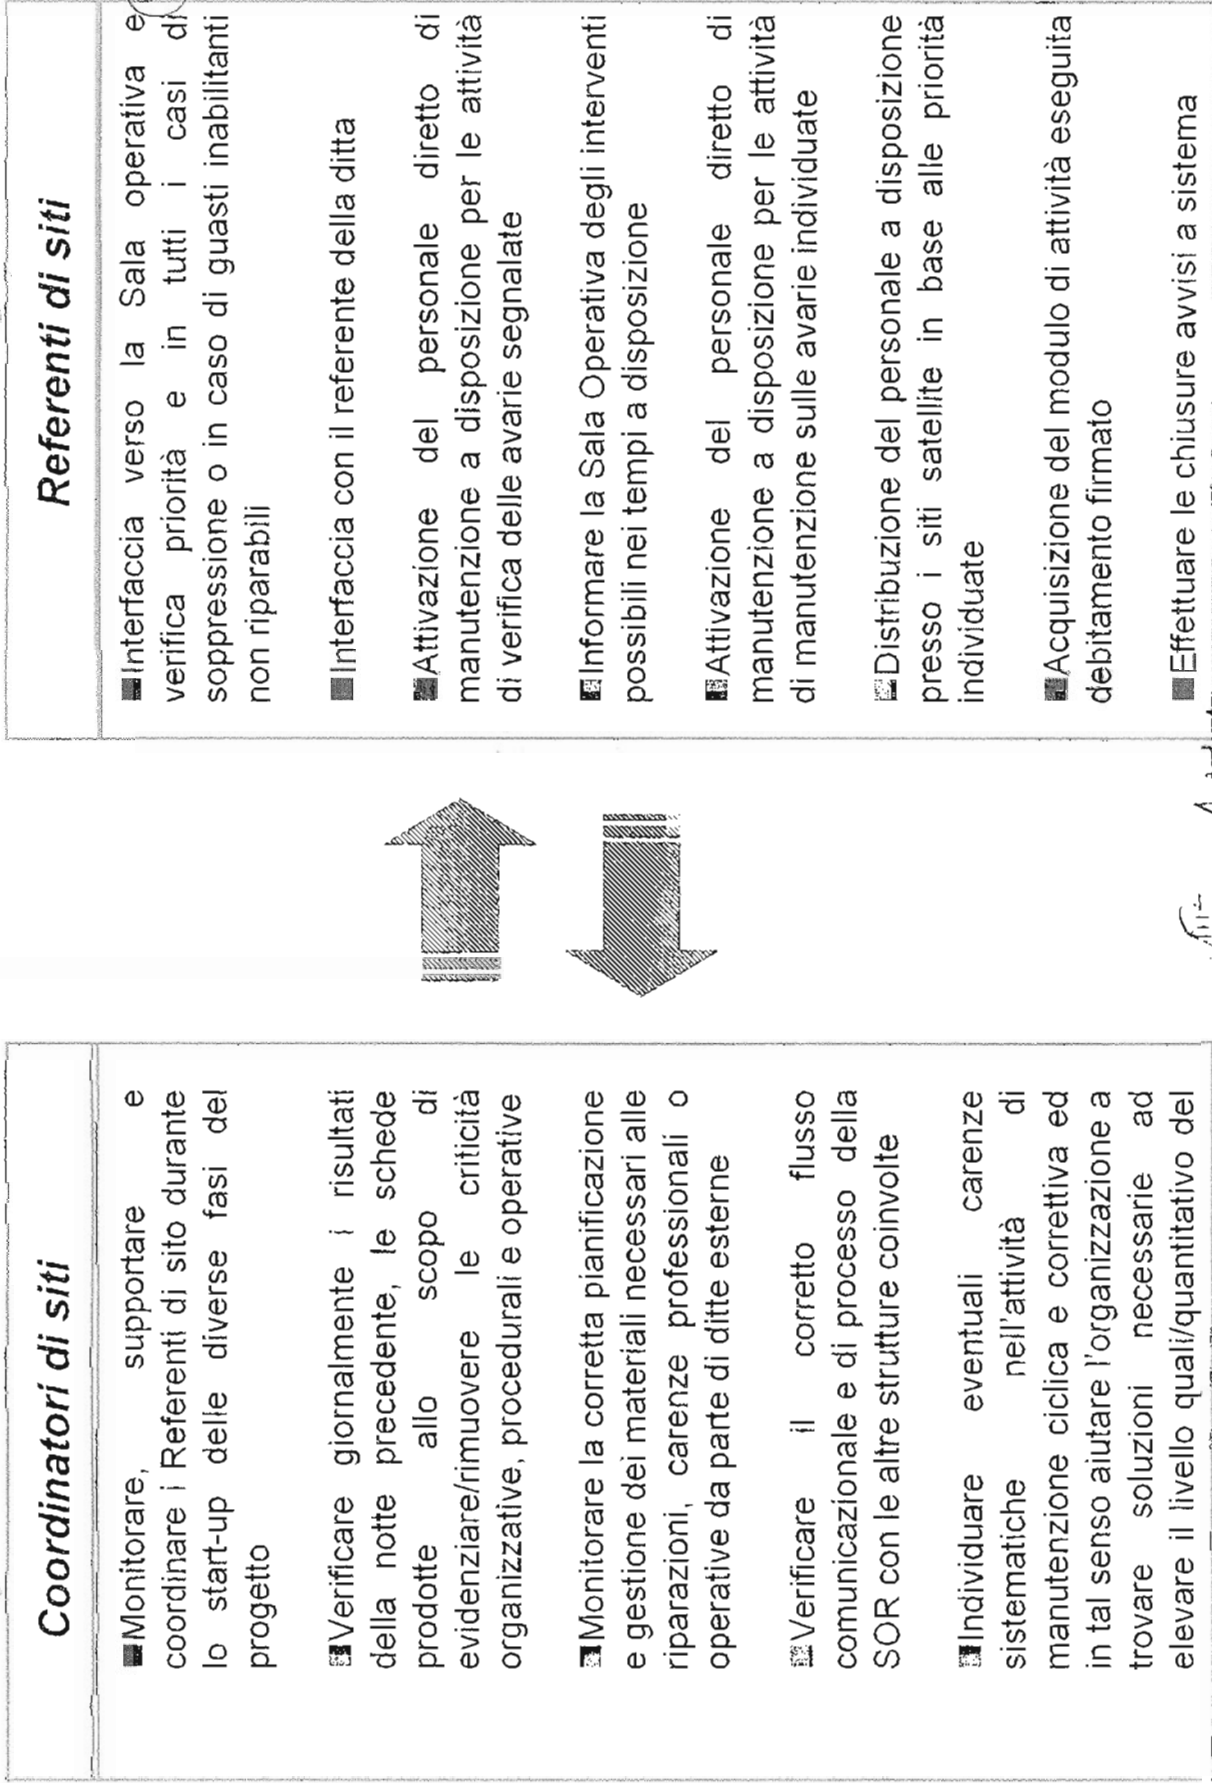 Coordinatori di siti
Monitorare, supportare e
coordinare i Referenti di sito durante
lo start-up delle diverse fasi del
progetto
Verificare giornalmente i risultati
della notte precedente, le schede
prodotte allo scopo di
evidenziare/rimuovere le criticità
organizzative, procedurali e operative
Monitorare la corretta pianificazione
e gestione dei materiali necessari alle
riparazioni, carenze professionali o
operative da parte di ditte esterne
Verificare il corretto flusso
comunicazionale e di processo della
SOR con le altre strutture coinvolte
Individuare eventuali carenze
sistematiche nell'attività di
manutenzione ciclica e correttiva ed
in tal senso aiutare l'organizzazione a
trovare soluzioni necessarie ad
elevare il livello quali/quantitativo del
Referenti di siti
Interfaccia verso la Sala operativa e
verifica priorità e in tutti i casi di
soppressione o in caso di guasti inabilitanti
non riparabili
Interfaccia con il referente della ditta
Attivazione del personale diretto di
manutenzione a disposizione per le attività
di verifica delle avarie segnalate
Informare la Sala Operativa degli interventi
possibili nei tempi a disposizione
Attivazione del personale diretto di
manutenzione a disposizione per le attività
di manutenzione sulle avarie individuate
Distribuzione del personale a disposizione
presso i siti satellite in base alle priorità
individuate
Acquisizione del modulo di attività eseguita
debitamento firmato
Effettuare le chiusure avvisi a sistema